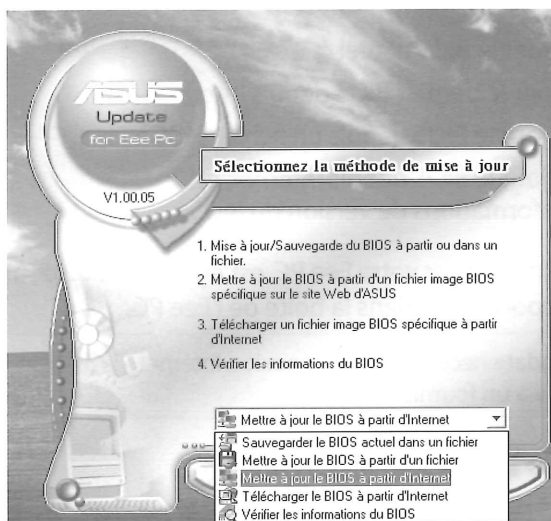 ASUS
Update
for Eee Pc
V1.00.05
Sélectionnez la méthode de mise à jour
1. Mise à jour/Sauvegarde du BIOS à partir ou dans un
fichier.
2. Mettre à jour le BIOS à partir d'un fichier image BIOS
spécifique sur le site Web d'ASUS
3. Télécharger un fichier image BIOS spécifique à partir
d'Internet
4. Vérifier les informations du BIOS
Mettre à jour le BIOS à partir d'Internet
Sauvegarder le BIOS actuel dans un fichier
Mettre à jour le BIOS à partir d'un fichier
Mettre à jour le BIOS à partir d'Internet
Télécharger le BIOS à partir d'Internet
Vérifier les informations du BIOS